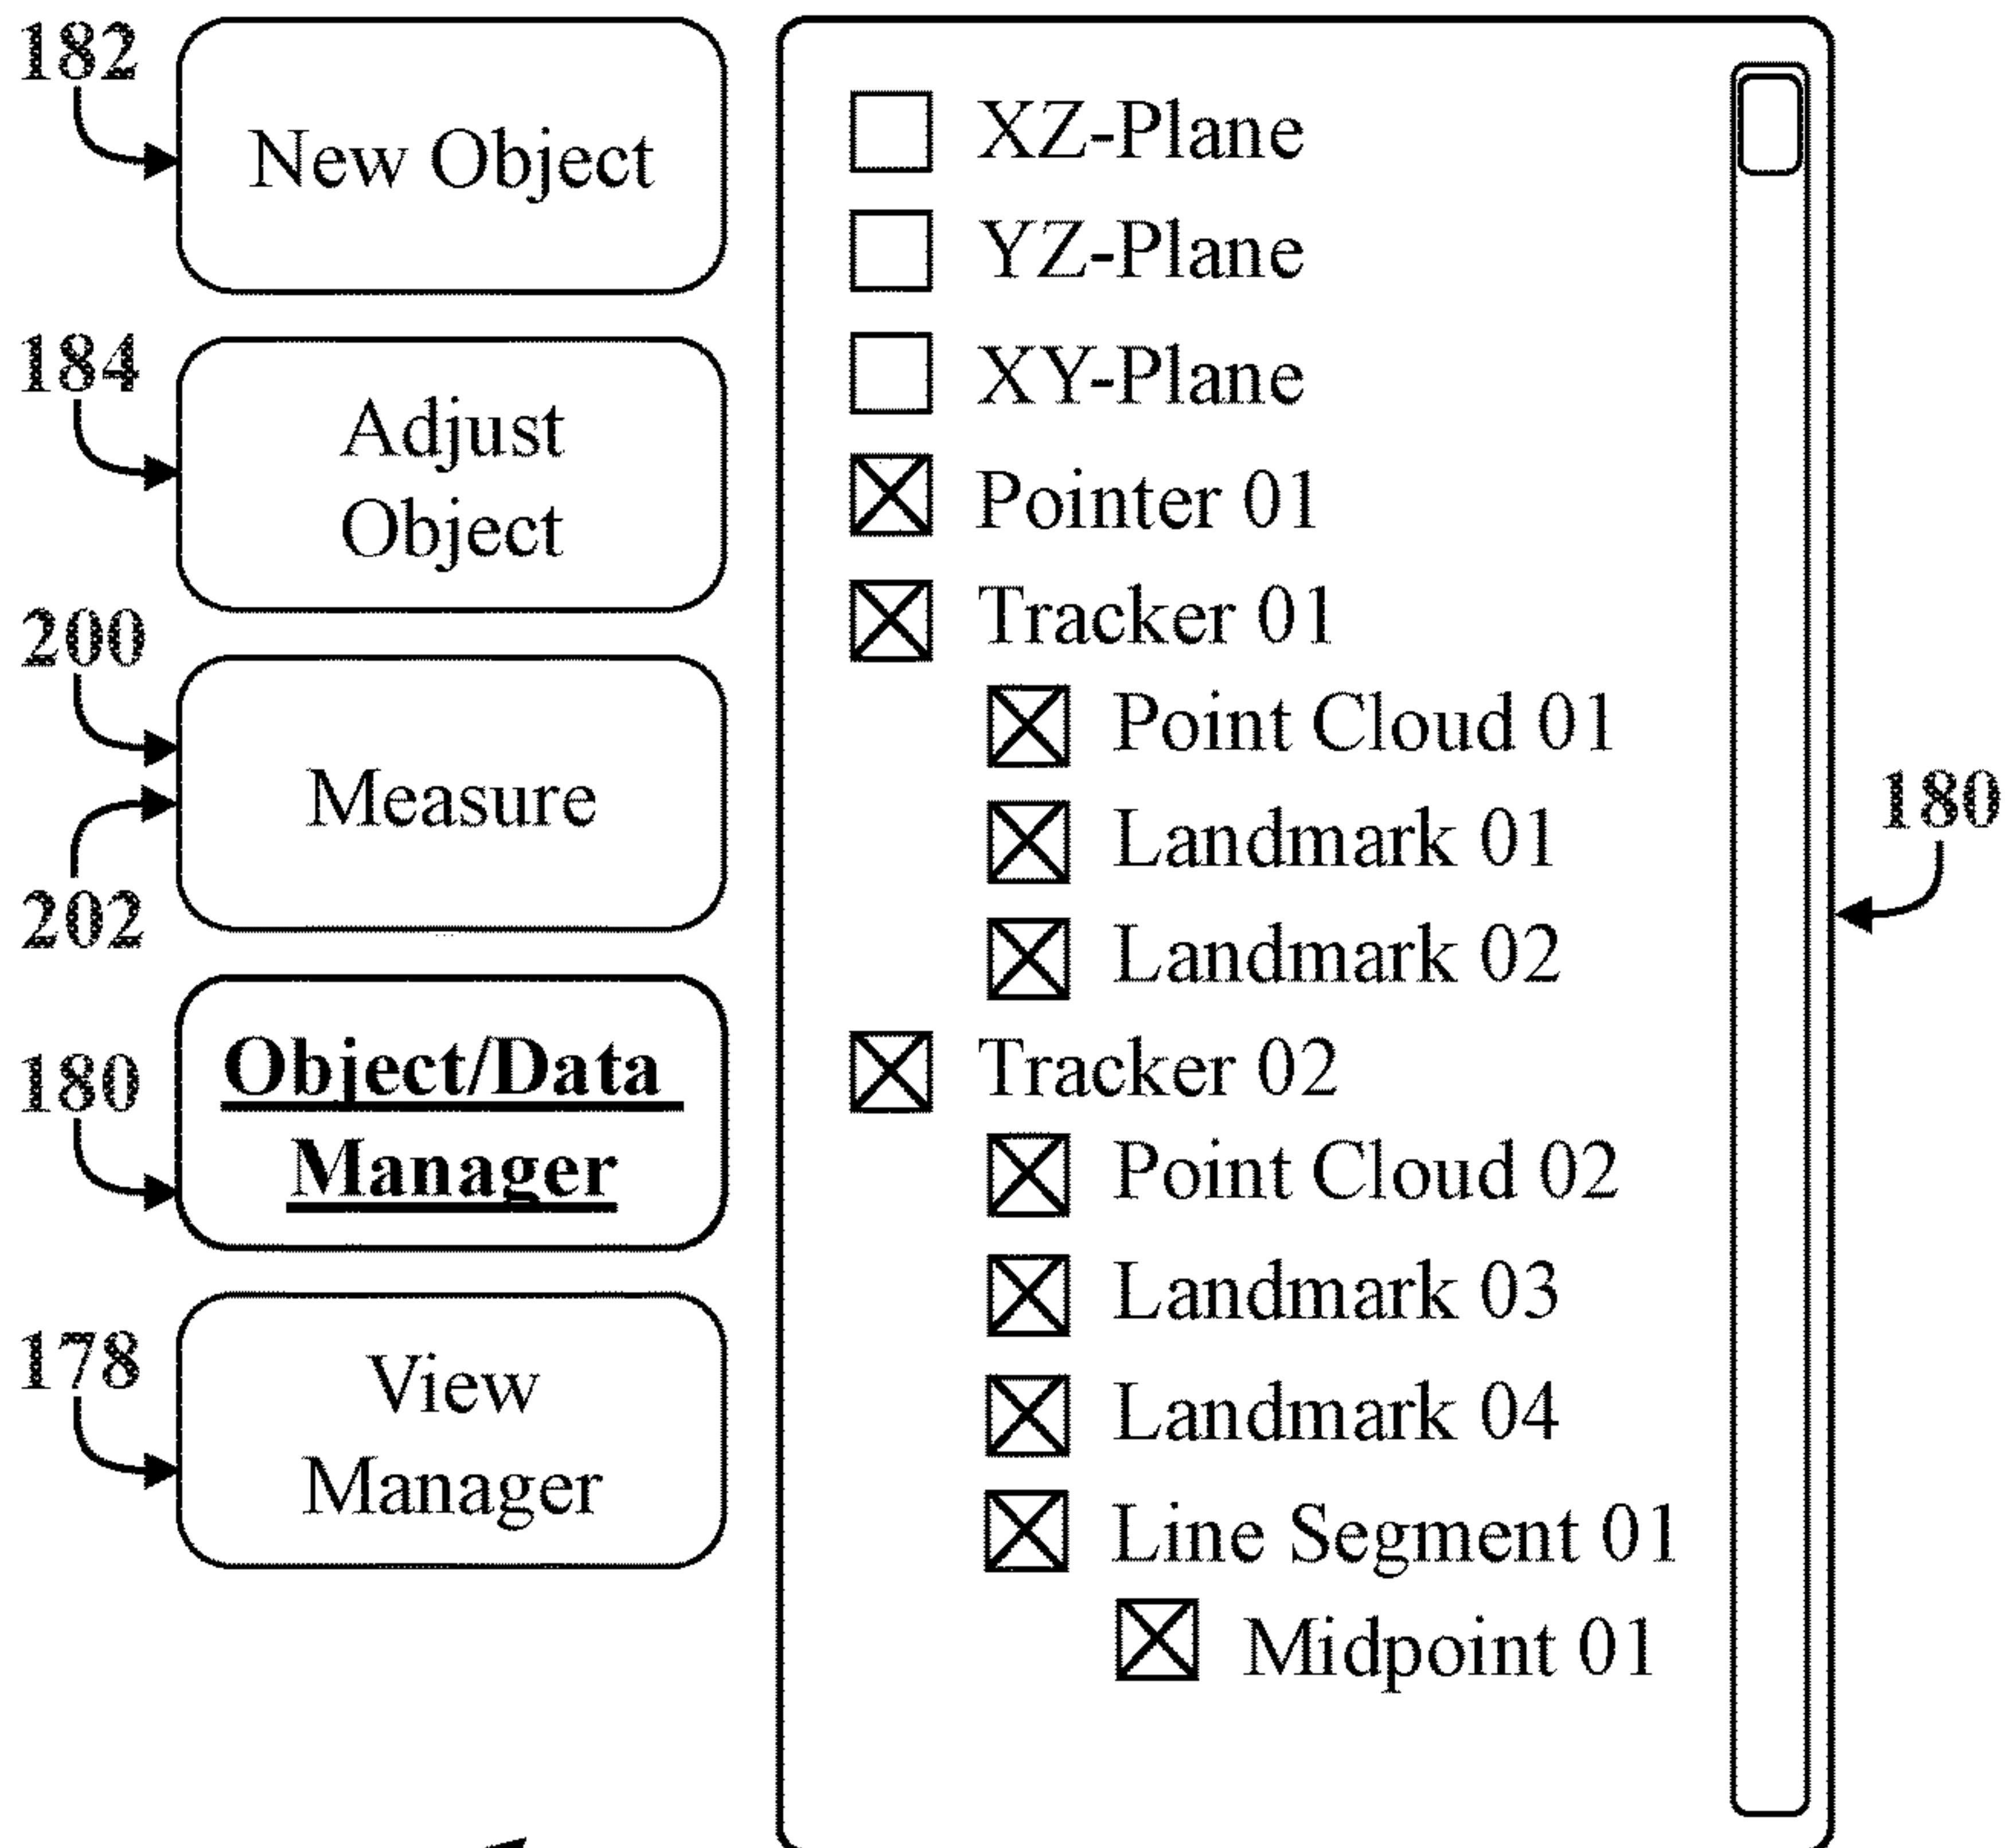 182
New Object
184
Adjust
Object
200
Measure
202
180
Object/Data
Manager
178
View
Manager
XZ-Plane
YZ-Plane
XY-Plane
Pointer 01
Tracker 01
Point Cloud 01
Landmark 01
Landmark 02
Tracker 02
Point Cloud 02
Landmark 03
Landmark 04
Line Segment 01
Midpoint 01
180